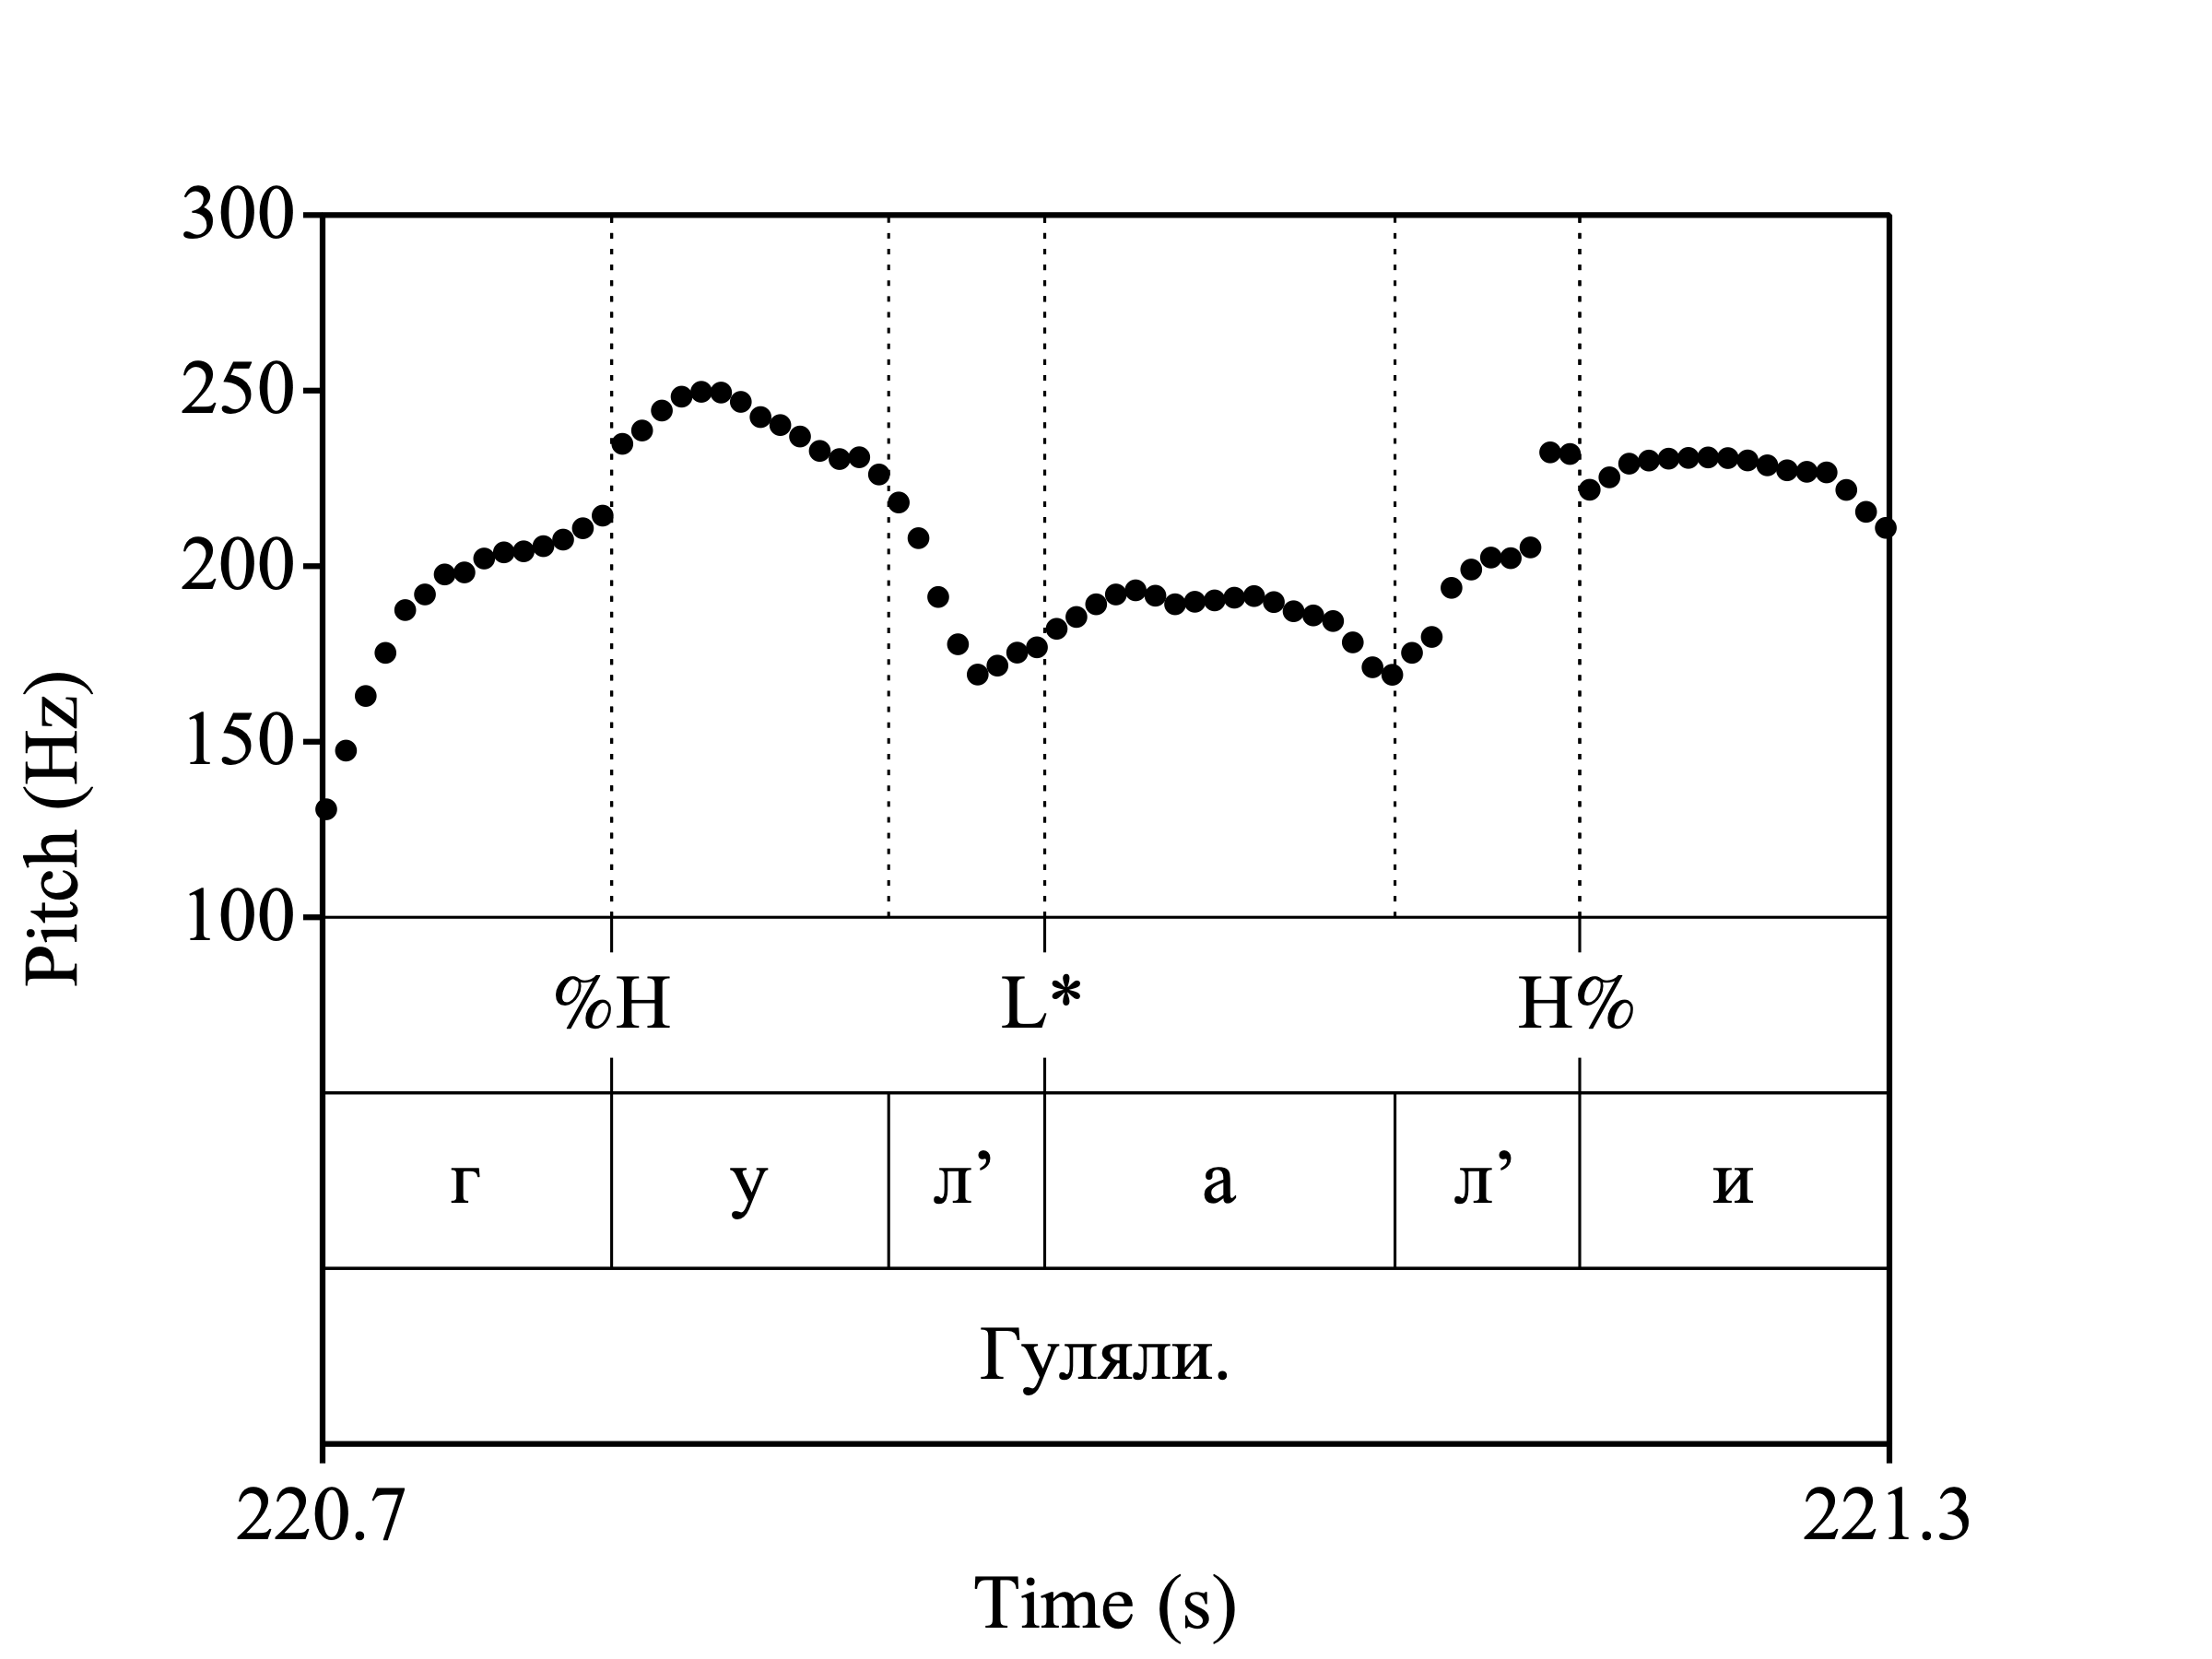 300
250
200
150
100
Pitch (Hz)
%H L* H%
г у л’ а л’ и
Гуляли.
220.7 221.3
Time (s)